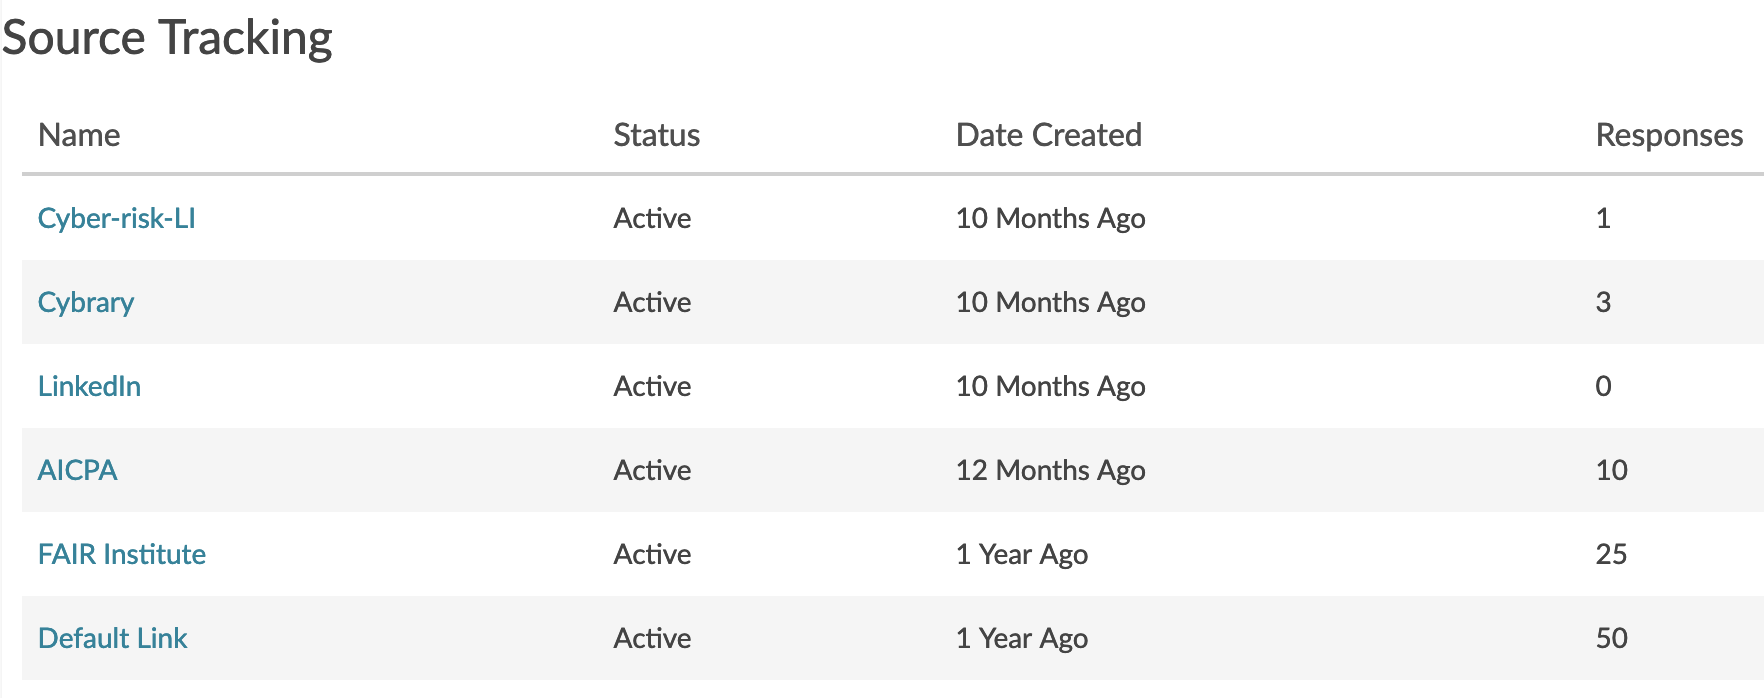 Source Tracking
Name Status Date Created Responses
Cyber-risk-LI Active 10 Months Ago 1
Cybrary Active 10 Months Ago 3
LinkedIn Active 10 Months Ago 0
AICPA Active 12 Months Ago 10
FAIR Institute Active 1 Year Ago 25
Default Link Active 1 Year Ago 50